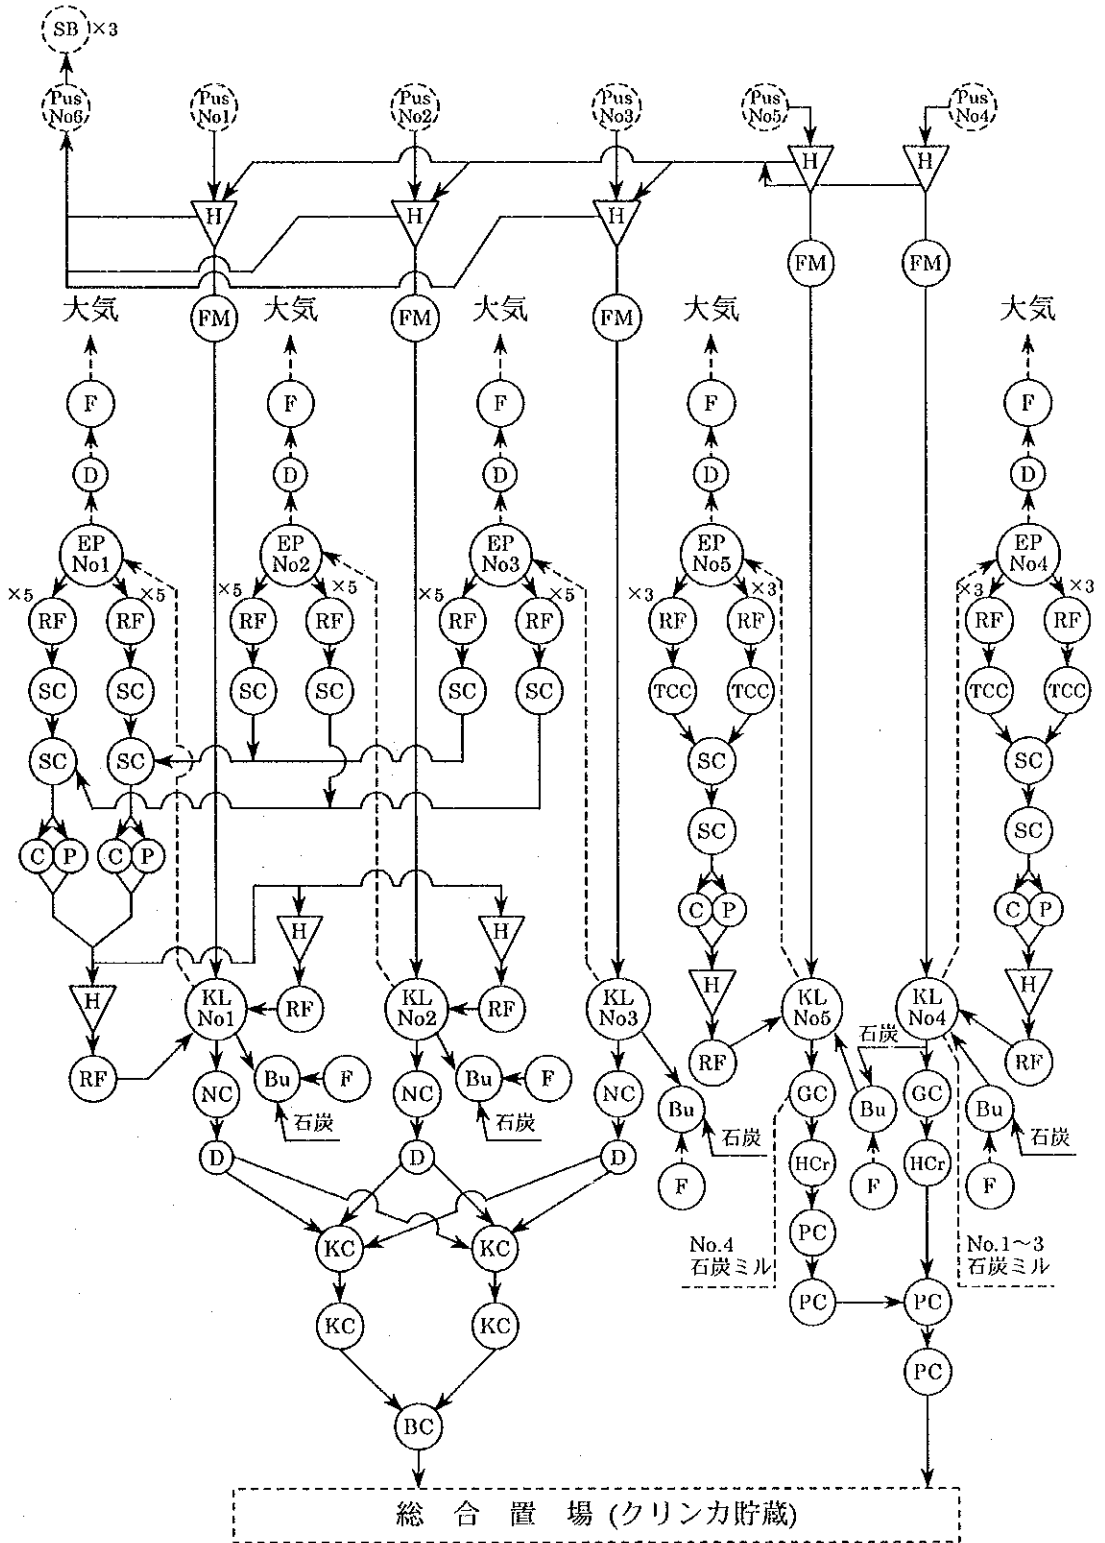 SB ×3
Pus No6
Pus No1
Pus No2
Pus No3
Pus No5
Pus No4
H H
H H H
FM FM
FM FM FM
大気 大気 大気 大気 大気
F F F F F
D D D D D
EP No1
EP No2
EP No3
EP No5
EP No4
×5 ×5 ×5 ×5 ×5 ×5 ×3 ×3 ×3 ×3
RF RF RF RF RF RF RF RF RF RF
SC SC SC SC SC SC TCC TCC TCC TCC
SC SC SC SC
SC SC
C P C P
C P C P
H H
H H H
KL No1
RF
KL No2
RF
KL No3
KL No5
KL No4
石炭
RF RF RF
NC Bu F NC Bu F NC
GC Bu GC Bu
Bu
石炭 石炭 石炭 石炭
D D D
HCr HCr
F F F
KC KC
PC
No.4
石炭ミル
No.1~3
石炭ミル
PC PC
KC KC
PC
BC
総合置場(クリンカ貯蔵)